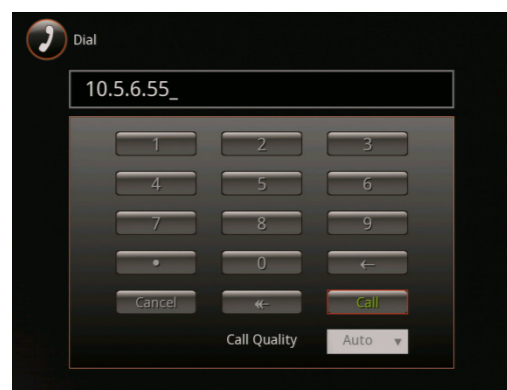 Dial
10.5.6.55_
1 2 3
4 5 6
7 8 9
• 0 ←
Cancel ↞ Call
Call Quality Auto ▼